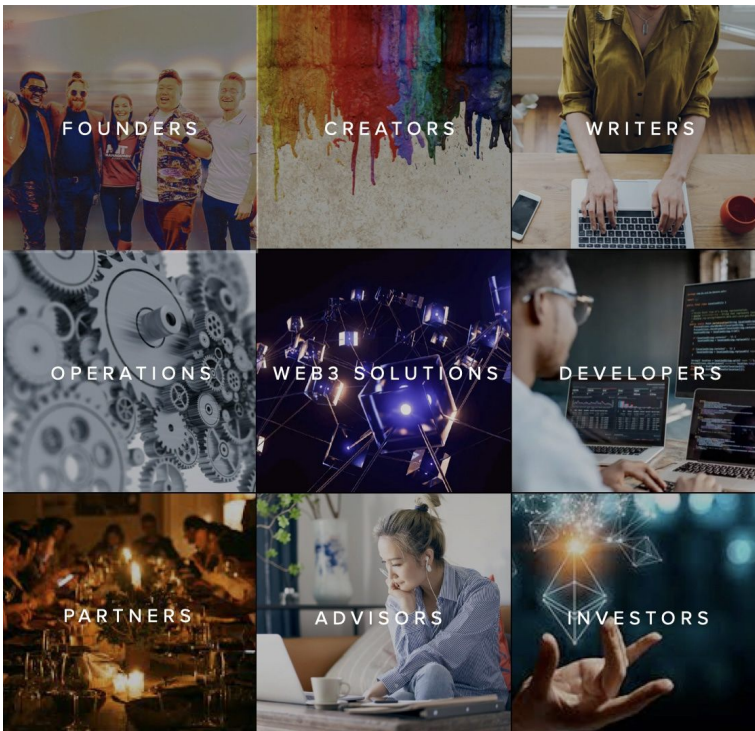 FOUNDERS
CREATORS
WRITERS
OPERATIONS
WEB3 SOLUTIONS
DEVELOPERS
PARTNERS
ADVISORS
INVESTORS